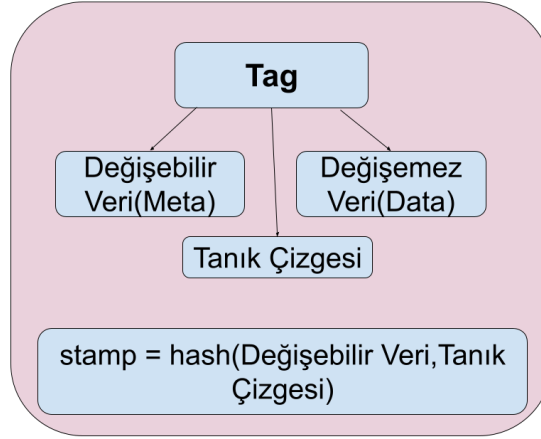 Tag
Değişebilir
Veri(Meta)
Değişemez
Veri(Data)
Tanık Çizgesi
stamp = hash(Değişebilir Veri,Tanık
Çizgesi)